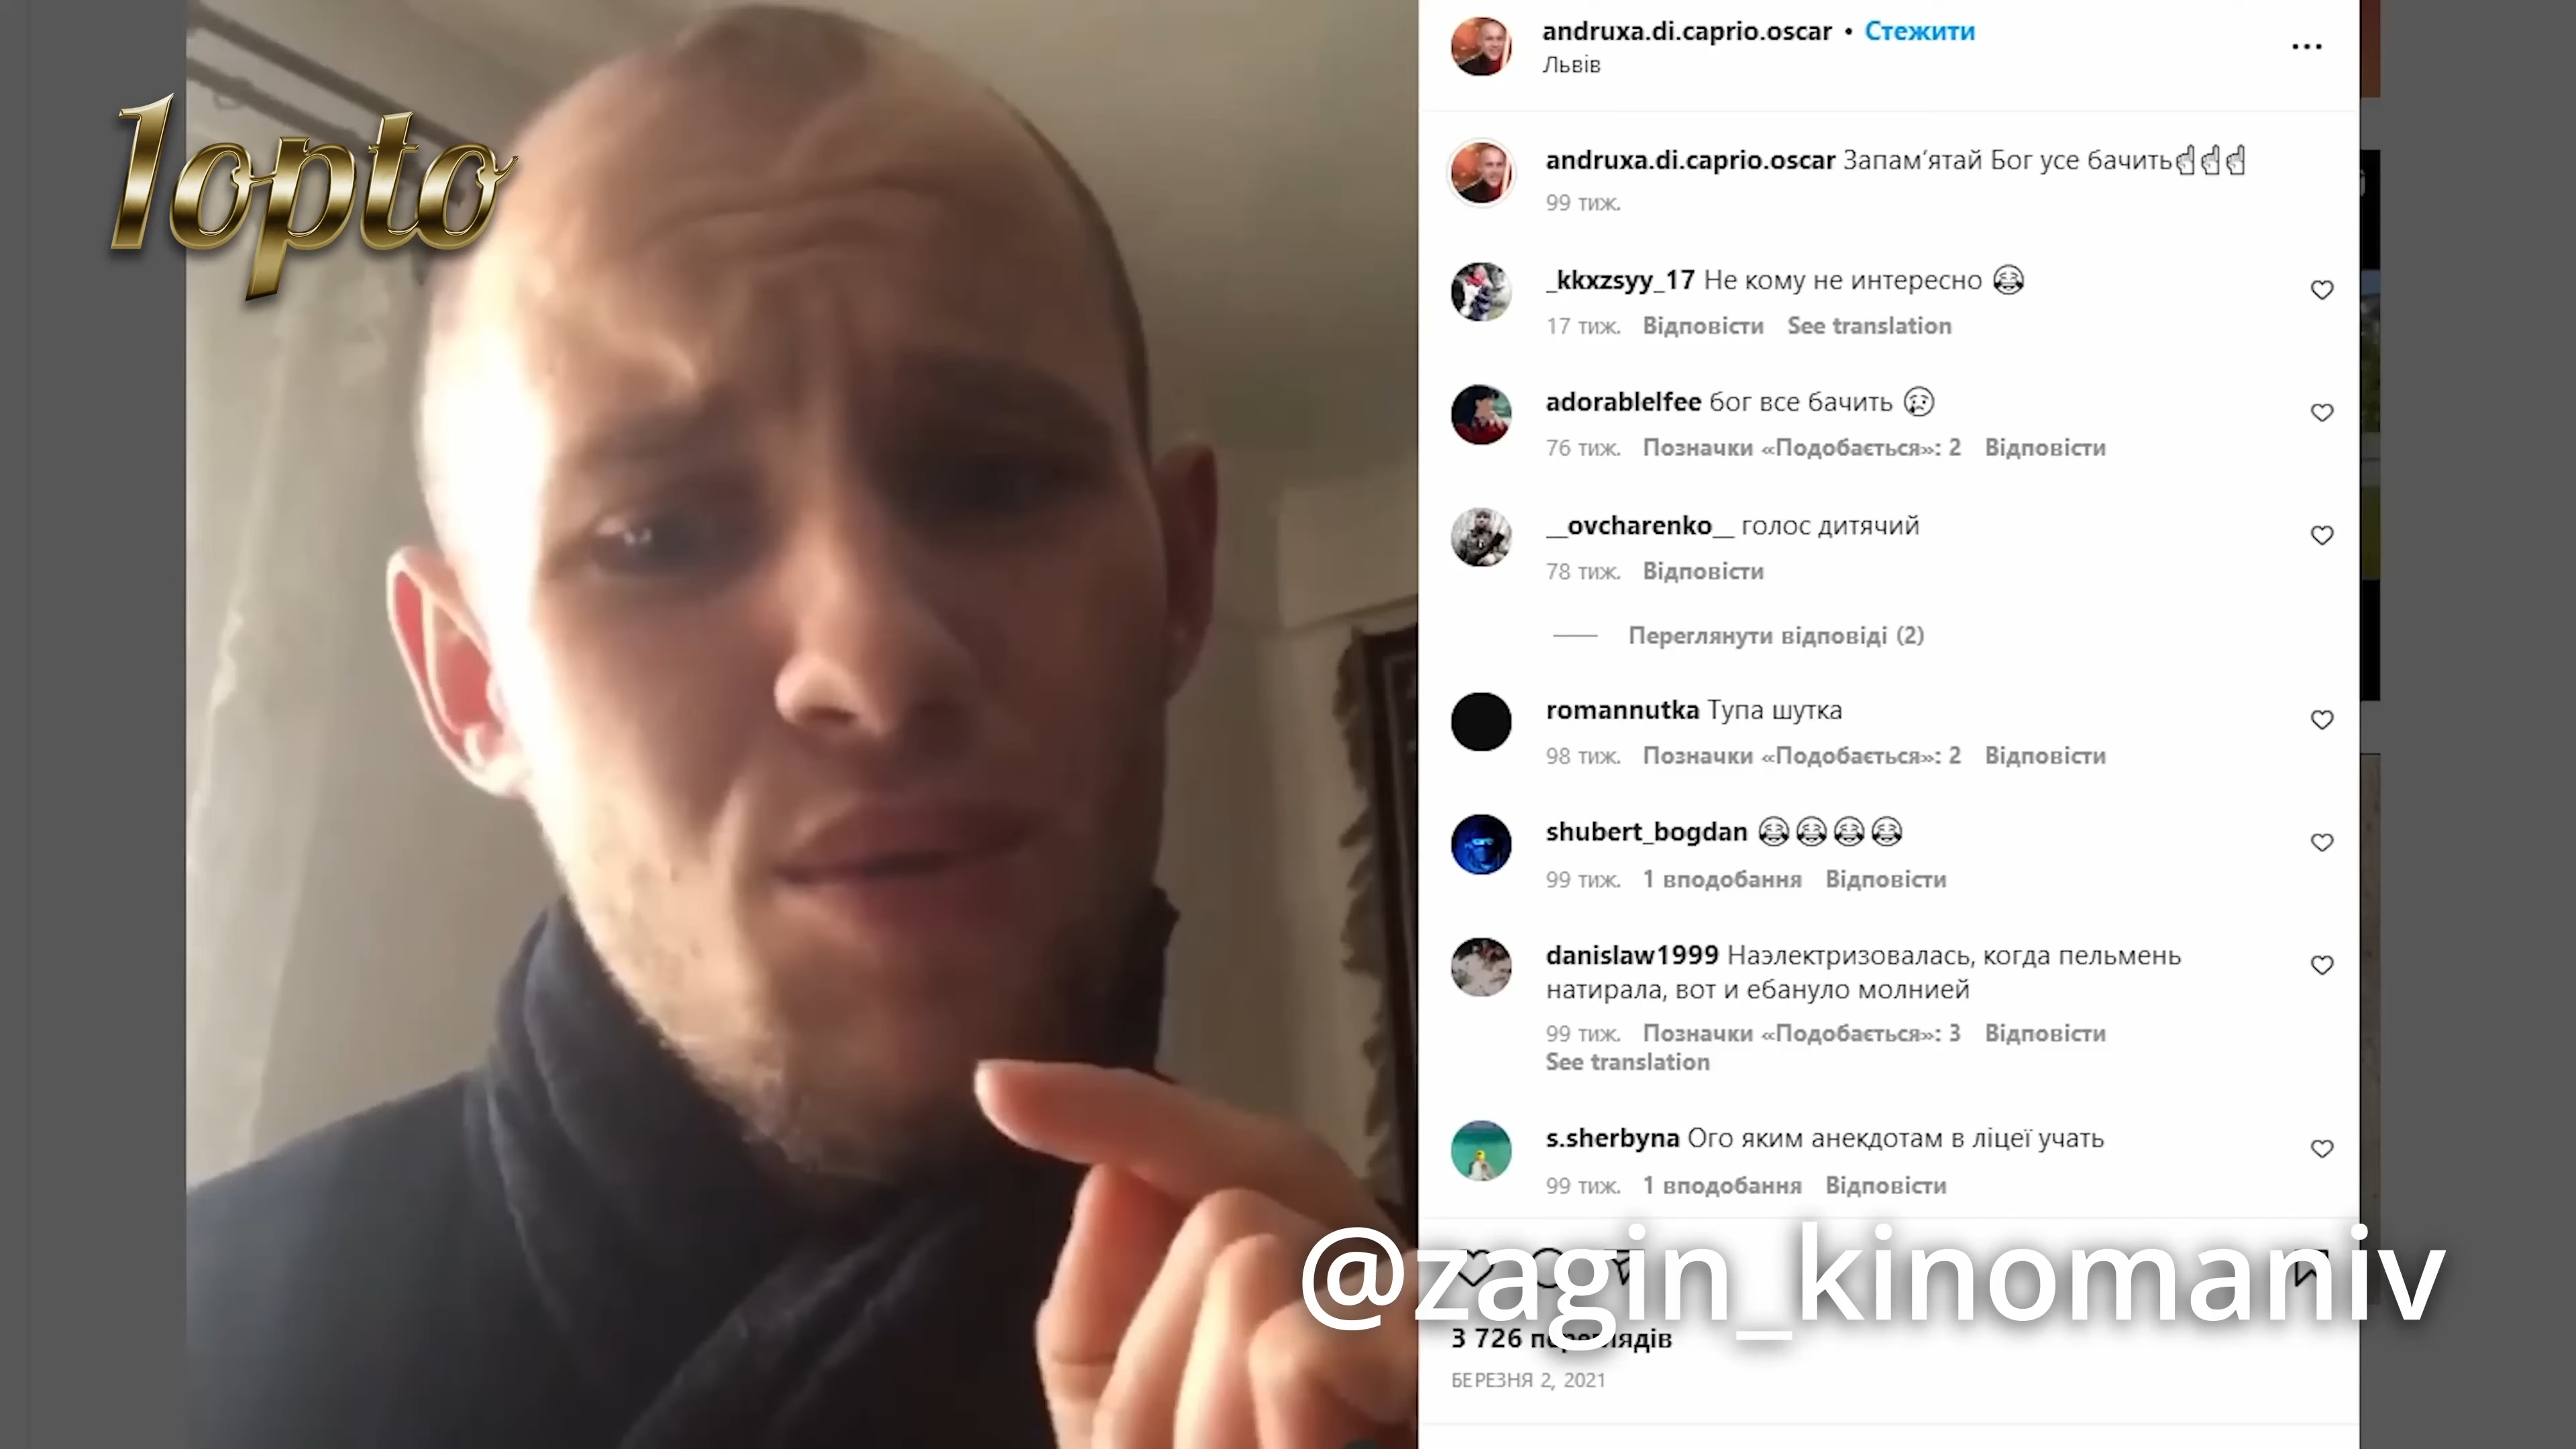 1opto
andruxa.di.caprio.oscar • Стежити
Львів
andruxa.di.caprio.oscar Запам‘ятай Бог усе бачить☝☝☝
99 тиж.
_kkxzsyy_17 Не кому не интересно 😂
17 тиж. Відповісти See translation
adorablelfee бог все бачить 😢
76 тиж. Позначки «Подобається»: 2 Відповісти
__ovcharenko__ голос дитячий
78 тиж. Відповісти
Переглянути відповіді (2)
romannutka Тупа шутка
98 тиж. Позначки «Подобається»: 2 Відповісти
shubert_bogdan 😂😂😂😂
99 тиж. 1 вподобання Відповісти
danislaw1999 Наэлектризовалась, когда пельмень
натирала, вот и ебануло молнией
99 тиж. Позначки «Подобається»: 3 Відповісти
See translation
s.sherbyna Ого яким анекдотам в ліцеї учать
99 тиж. 1 вподобання Відповісти
@zagin_kinomaniv
3 726 переглядів
БЕРЕЗНЯ 2, 2021